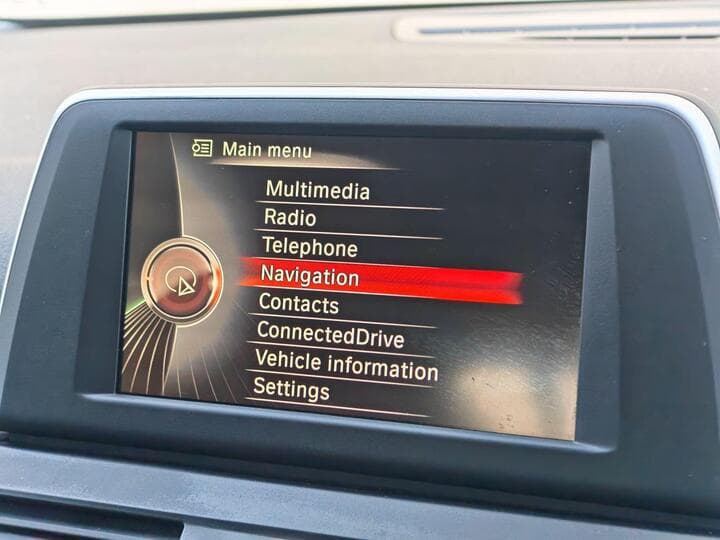 Main menu
Multimedia
Radio
Telephone
Navigation
Contacts
ConnectedDrive
Vehicle information
Settings